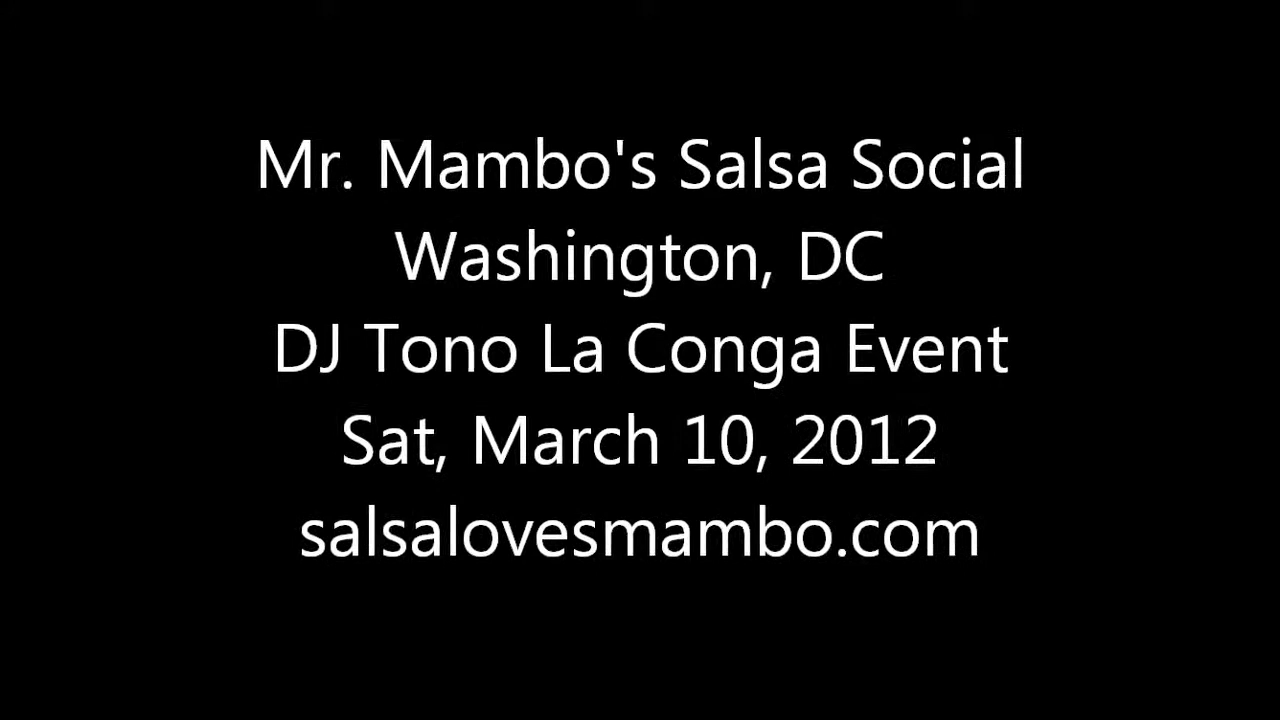 Mr. Mambo's Salsa Social
Washington, DC
DJ Tono La Conga Event
Sat, March 10, 2012
salsalovesmambo.com